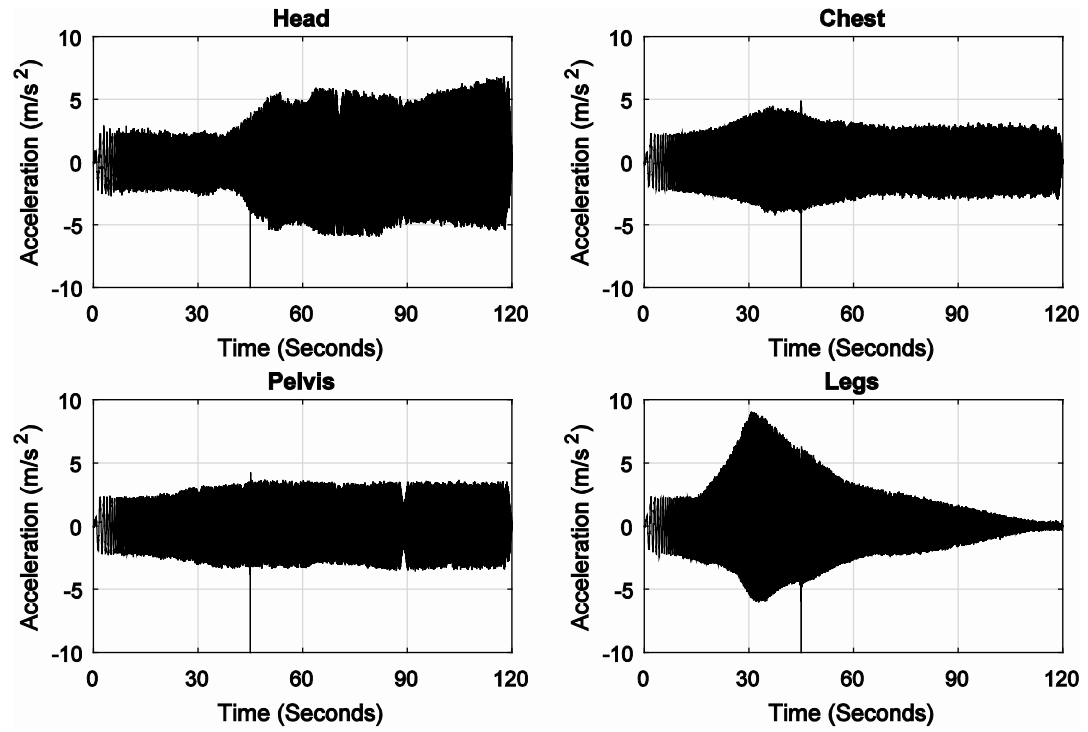 Head
Chest
10
5
0
-5
-10
Acceleration (m/s²)
0 30 60 90 120
Time (Seconds)
10
5
0
-5
-10
Acceleration (m/s²)
0 30 60 90 120
Time (Seconds)
Pelvis
Legs
10
5
0
-5
-10
Acceleration (m/s²)
0 30 60 90 120
Time (Seconds)
10
5
0
-5
-10
Acceleration (m/s²)
0 30 60 90 120
Time (Seconds)